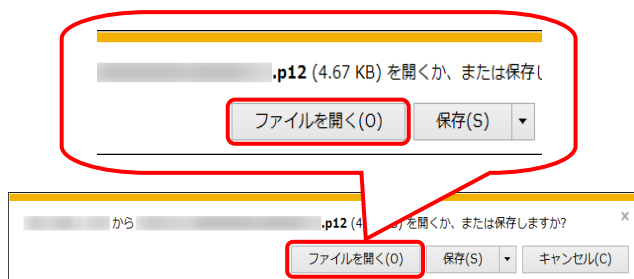 .p12 (4.67 KB) を開くか、または保存し
ファイルを開く(O) 保存(S)
から .p12 (4 B) を開くか、または保存しますか?
ファイルを開く(O) 保存(S) キャンセル(C)